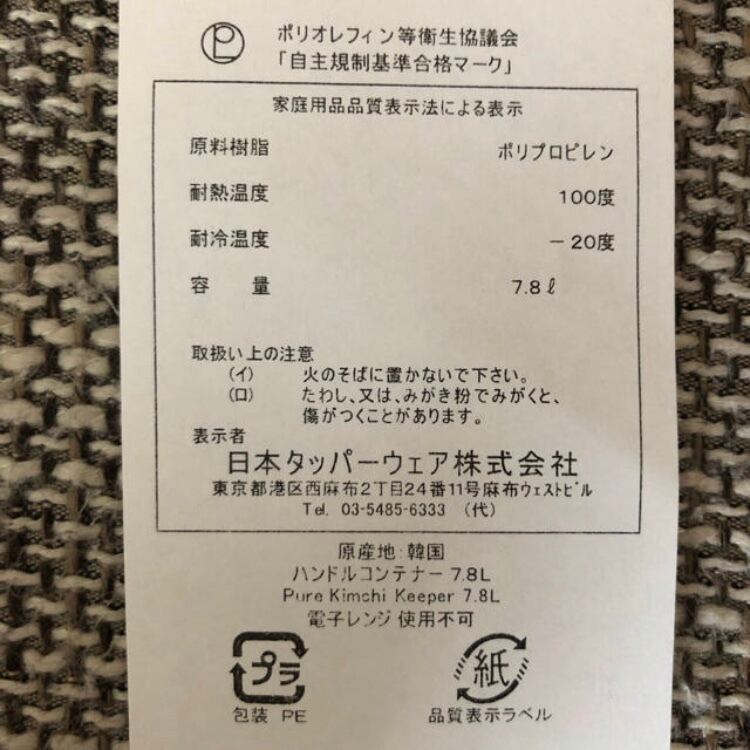 ポリオレフィン等衛生協議会
「自主規制基準合格マーク」
家庭用品品質表示法による表示
原料樹脂 ポリプロピレン
耐熱温度 100度
耐冷温度 －20度
容量 7.8ℓ
取扱い上の注意
(イ) 火のそばに置かないで下さい。
(ロ) たわし、又は、みがき粉でみがくと、
傷がつくことがあります。
表示者
日本タッパーウェア株式会社
東京都港区西麻布2丁目24番11号麻布ウェストビル
Tel. 03-5485-6333 （代）
原産地：韓国
ハンドルコンテナー 7.8L
Pure Kimchi Keeper 7.8L
電子レンジ 使用不可
プラ
包装 PE
紙
品質表示ラベル